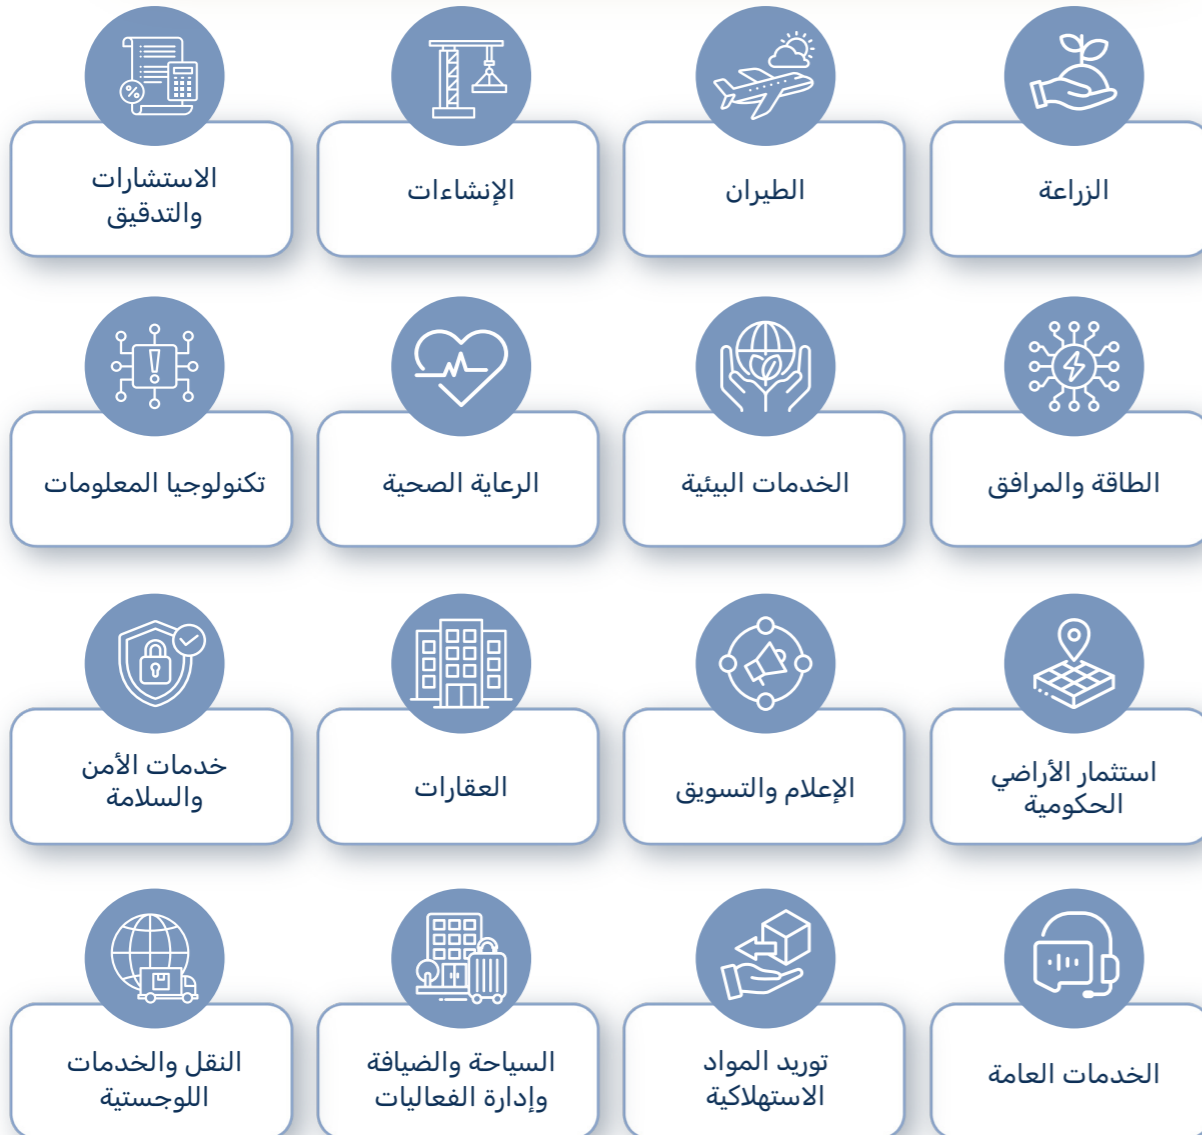 الزراعة
الطيران
الإنشاءات
الاستشارات
والتدقيق
الطاقة والمرافق
الخدمات البيئية
الرعاية الصحية
تكنولوجيا المعلومات
استثمار الأراضي
الحكومية
الإعلام والتسويق
العقارات
خدمات الأمن
والسلامة
الخدمات العامة
توريد المواد
الاستهلاكية
السياحة والضيافة
وإدارة الفعاليات
النقل والخدمات
اللوجستية